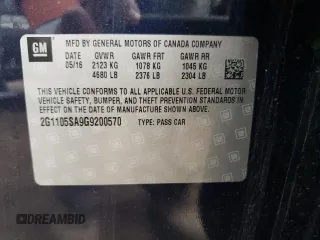 GM
MFD BY GENERAL MOTORS OF CANADA COMPANY
05/16 GVWR GAWR FRT GAWR RR
2123 KG 1078 KG 1045 KG
4680 LB 2376 LB 2304 LB
THIS VEHICLE CONFORMS TO ALL APPLICABLE U.S. FEDERAL MOTOR
VEHICLE SAFETY, BUMPER, AND THEFT PREVENTION STANDARDS
IN EFFECT ON THE DATE OF MANUFACTURE SHOWN ABOVE.
2G1105SA9G9200570 TYPE: PASS CAR
DREAMBID